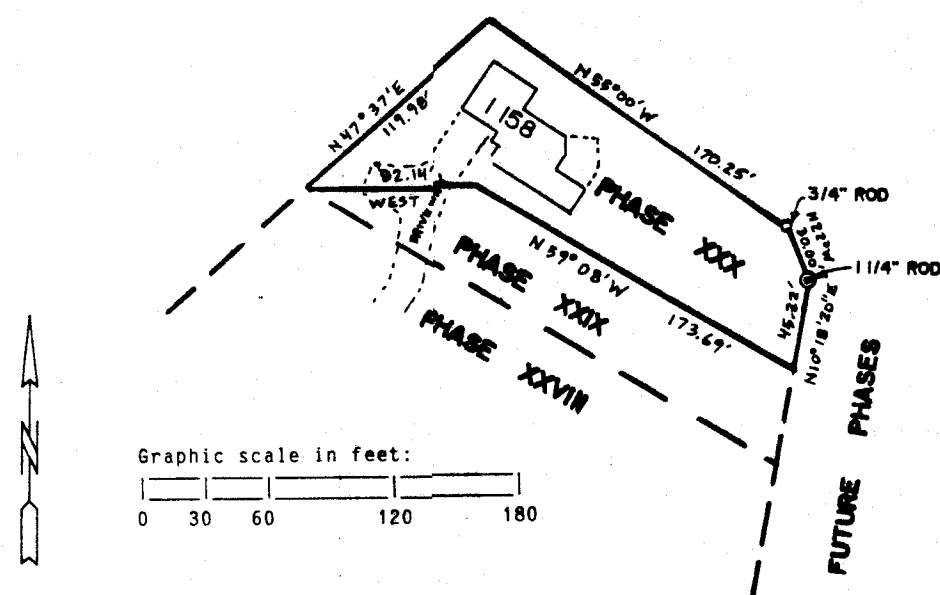 N 47° 37' E
119.98'
N 55° 00' W
170.25'
1158
3/4" ROD
N 22° W
30.00'
1 1/4" ROD
82.14'
WEST
DRIVE
PHASE XXX
N 59° 08' W
173.69'
45.22'
N 10° 18' 20" E
PHASE XXIX
PHASE XXVIII
FUTURE PHASES
N
Graphic scale in feet:
0 30 60 120 180